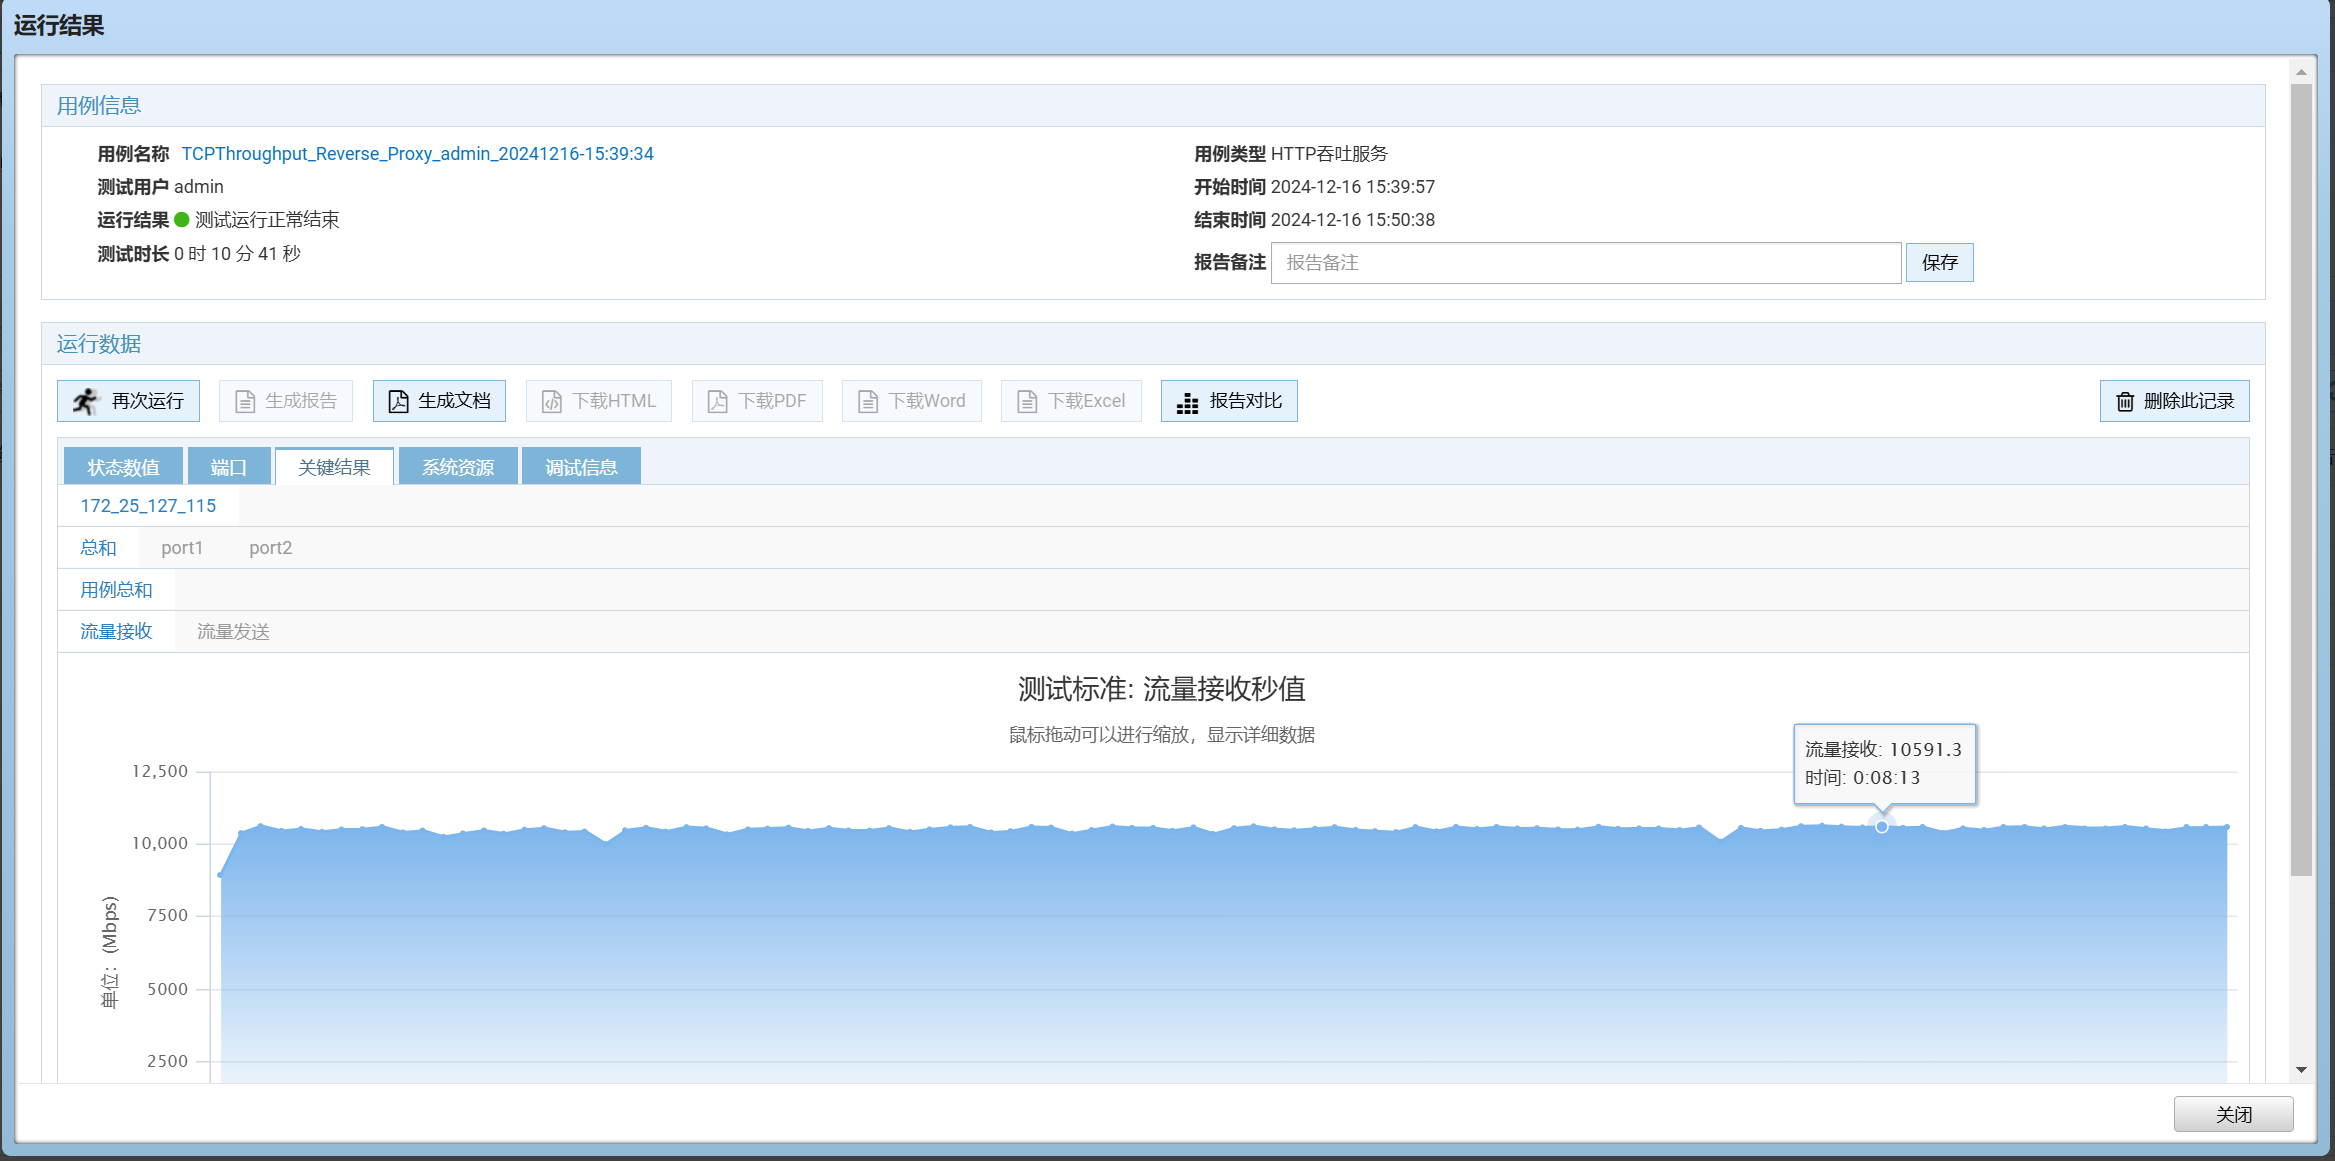 运行结果
用例信息
用例名称 TCPThroughput_Reverse_Proxy_admin_20241216-15:39:34
用例类型 HTTP吞吐服务
测试用户 admin
开始时间 2024-12-16 15:39:57
运行结果 测试运行正常结束
结束时间 2024-12-16 15:50:38
测试时长 0 时 10 分 41 秒
报告备注 报告备注 保存
运行数据
再次运行 生成报告 生成文档 下载HTML 下载PDF 下载Word 下载Excel 报告对比 删除此记录
状态数值 端口 关键结果 系统资源 调试信息
172_25_127_115
总和 port1 port2
用例总和
流量接收 流量发送
测试标准: 流量接收秒值
鼠标拖动可以进行缩放，显示详细数据
流量接收: 10591.3
时间: 0:08:13
12,500
10,000
7500
5000
2500
单位: (Mbps)
关闭